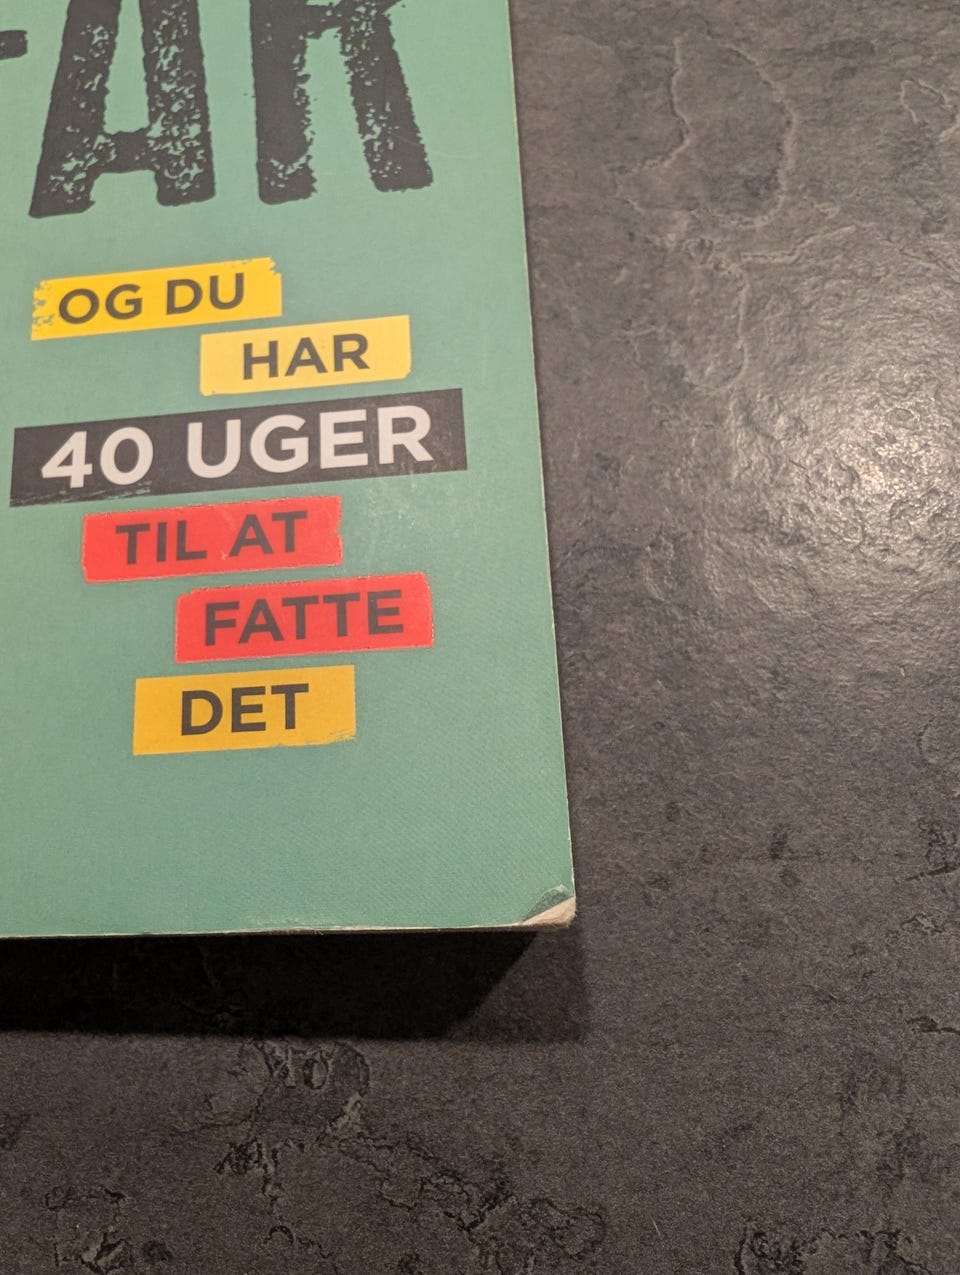 FAR
OG DU
HAR
40 UGER
TIL AT
FATTE
DET